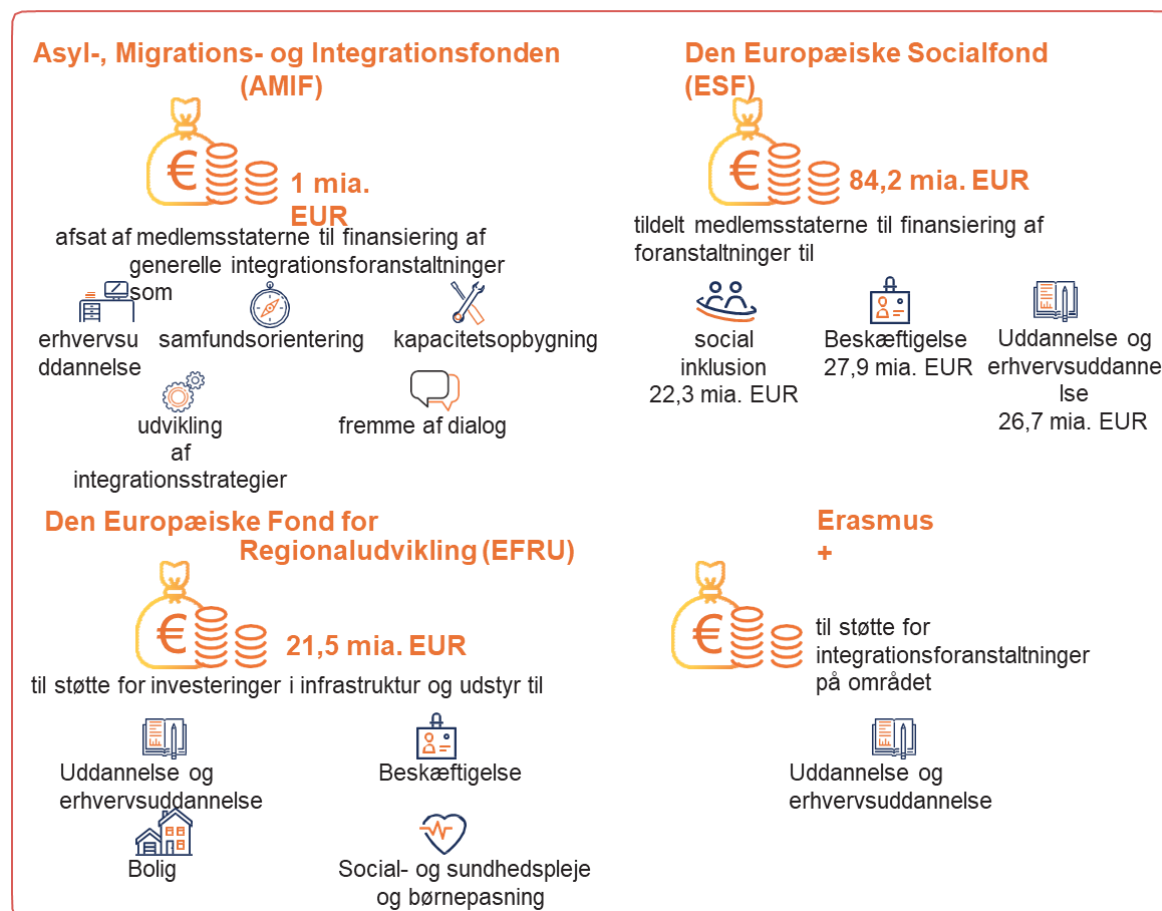 Asyl-, Migrations- og Integrationsfonden
(AMIF)
€
1 mia.
EUR
afsat af medlemsstaterne til finansiering af
generelle integrationsforanstaltninger
som
erhvervsu
ddannelse
samfundsorientering
kapacitetsopbygning
udvikling
af
integrationsstrategier
fremme af dialog
Den Europæiske Socialfond
(ESF)
€
84,2 mia. EUR
tildelt medlemsstaterne til finansiering af
foranstaltninger til
social
inklusion
22,3 mia. EUR
Beskæftigelse
27,9 mia. EUR
Uddannelse og
erhvervsuddanne
lse
26,7 mia. EUR
Den Europæiske Fond for
Regionaludvikling (EFRU)
€
21,5 mia. EUR
til støtte for investeringer i infrastruktur og udstyr til
Uddannelse og
erhvervsuddannelse
Beskæftigelse
Bolig
Social- og sundhedspleje
og børnepasning
Erasmus
+
€
til støtte for
integrationsforanstaltninger
på området
Uddannelse og
erhvervsuddannelse